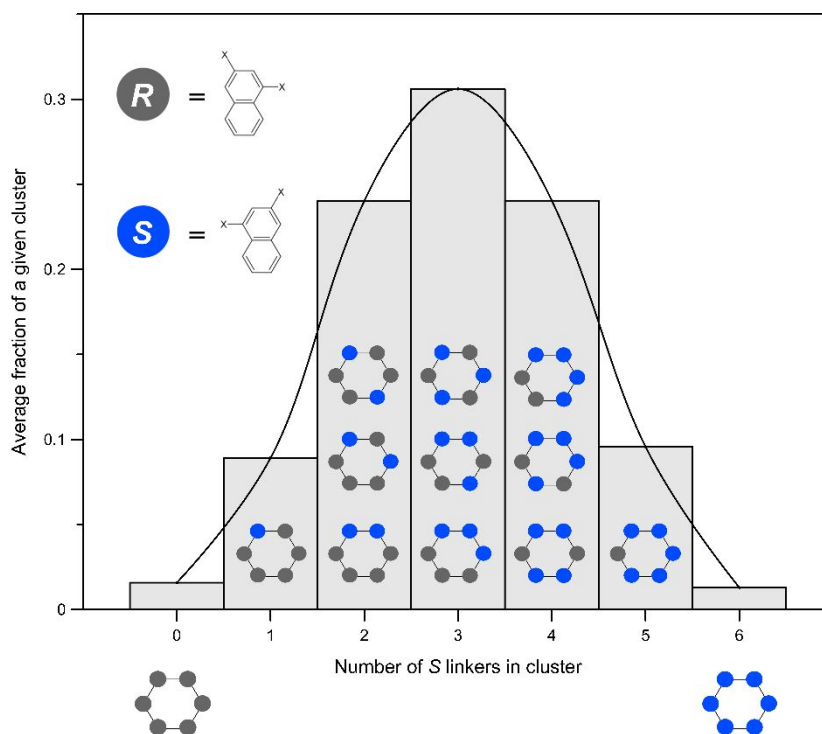 0.3
0.2
0.1
0
Average fraction of a given cluster
R =
X
X
S =
X
X
0 1 2 3 4 5 6
Number of S linkers in cluster